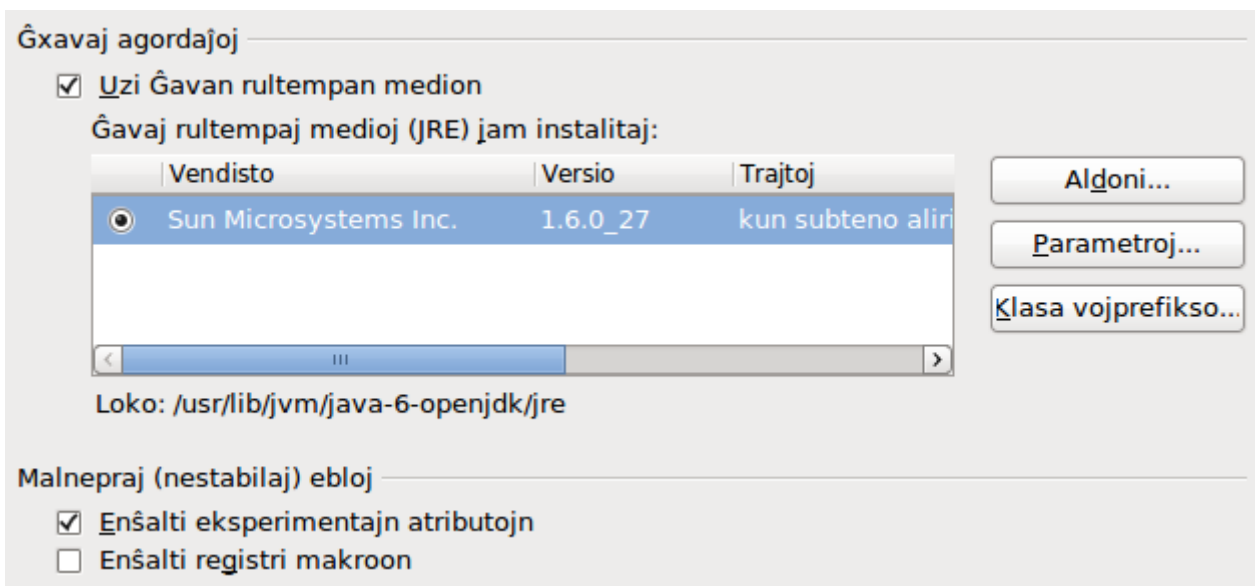 Ĝxavaj agordaĵoj
Uzi Ĝavan rultempan medion
Ĝavaj rultempaj medioj (JRE) jam instalitaj:
Vendisto Versio Trajtoj
Sun Microsystems Inc. 1.6.0_27 kun subteno aliri
Aldoni...
Parametroj...
Klasa vojprefikso...
Loko: /usr/lib/jvm/java-6-openjdk/jre
Malnepraj (nestabilaj) ebloj
Enŝalti eksperimentajn atributojn
Enŝalti registri makroon